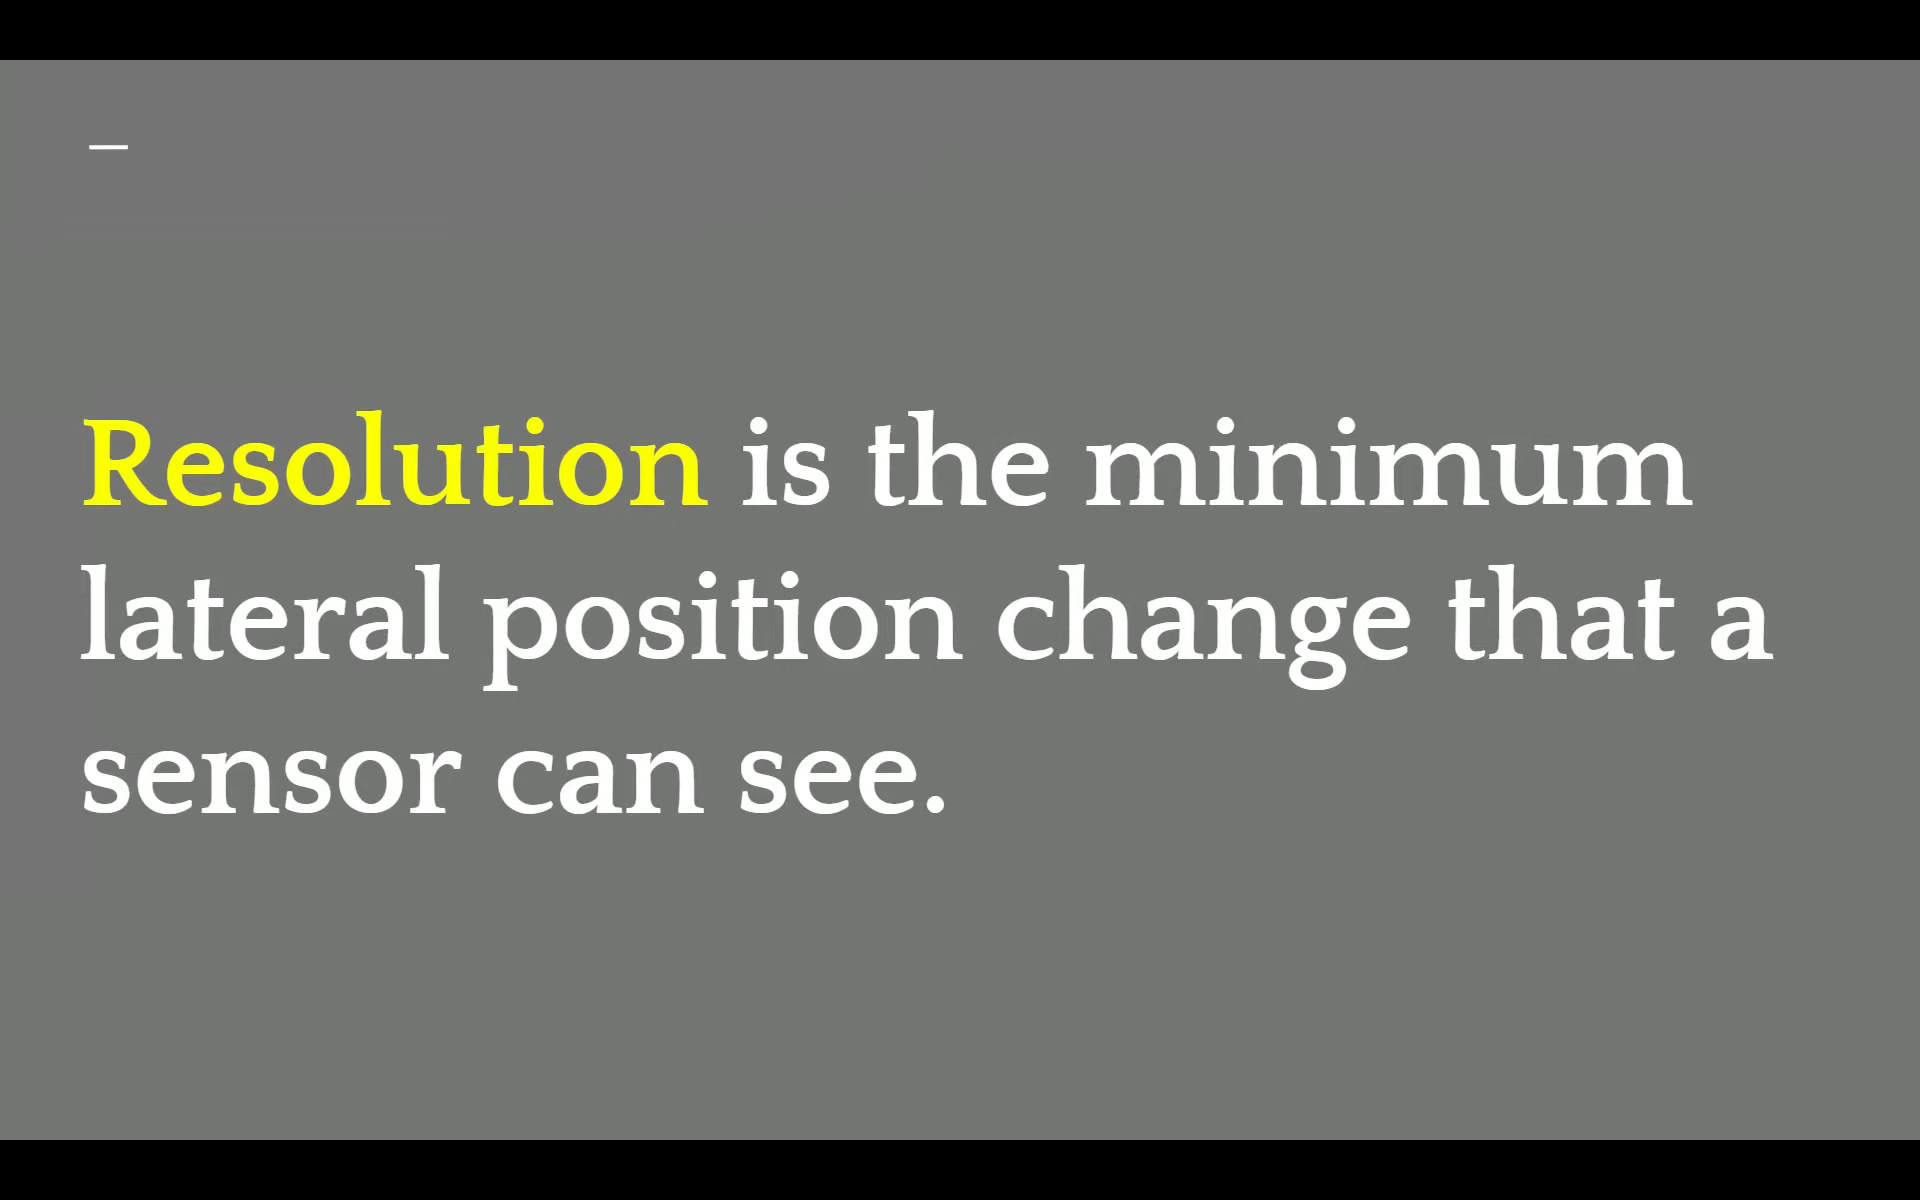 Resolution is the minimum
lateral position change that a
sensor can see.